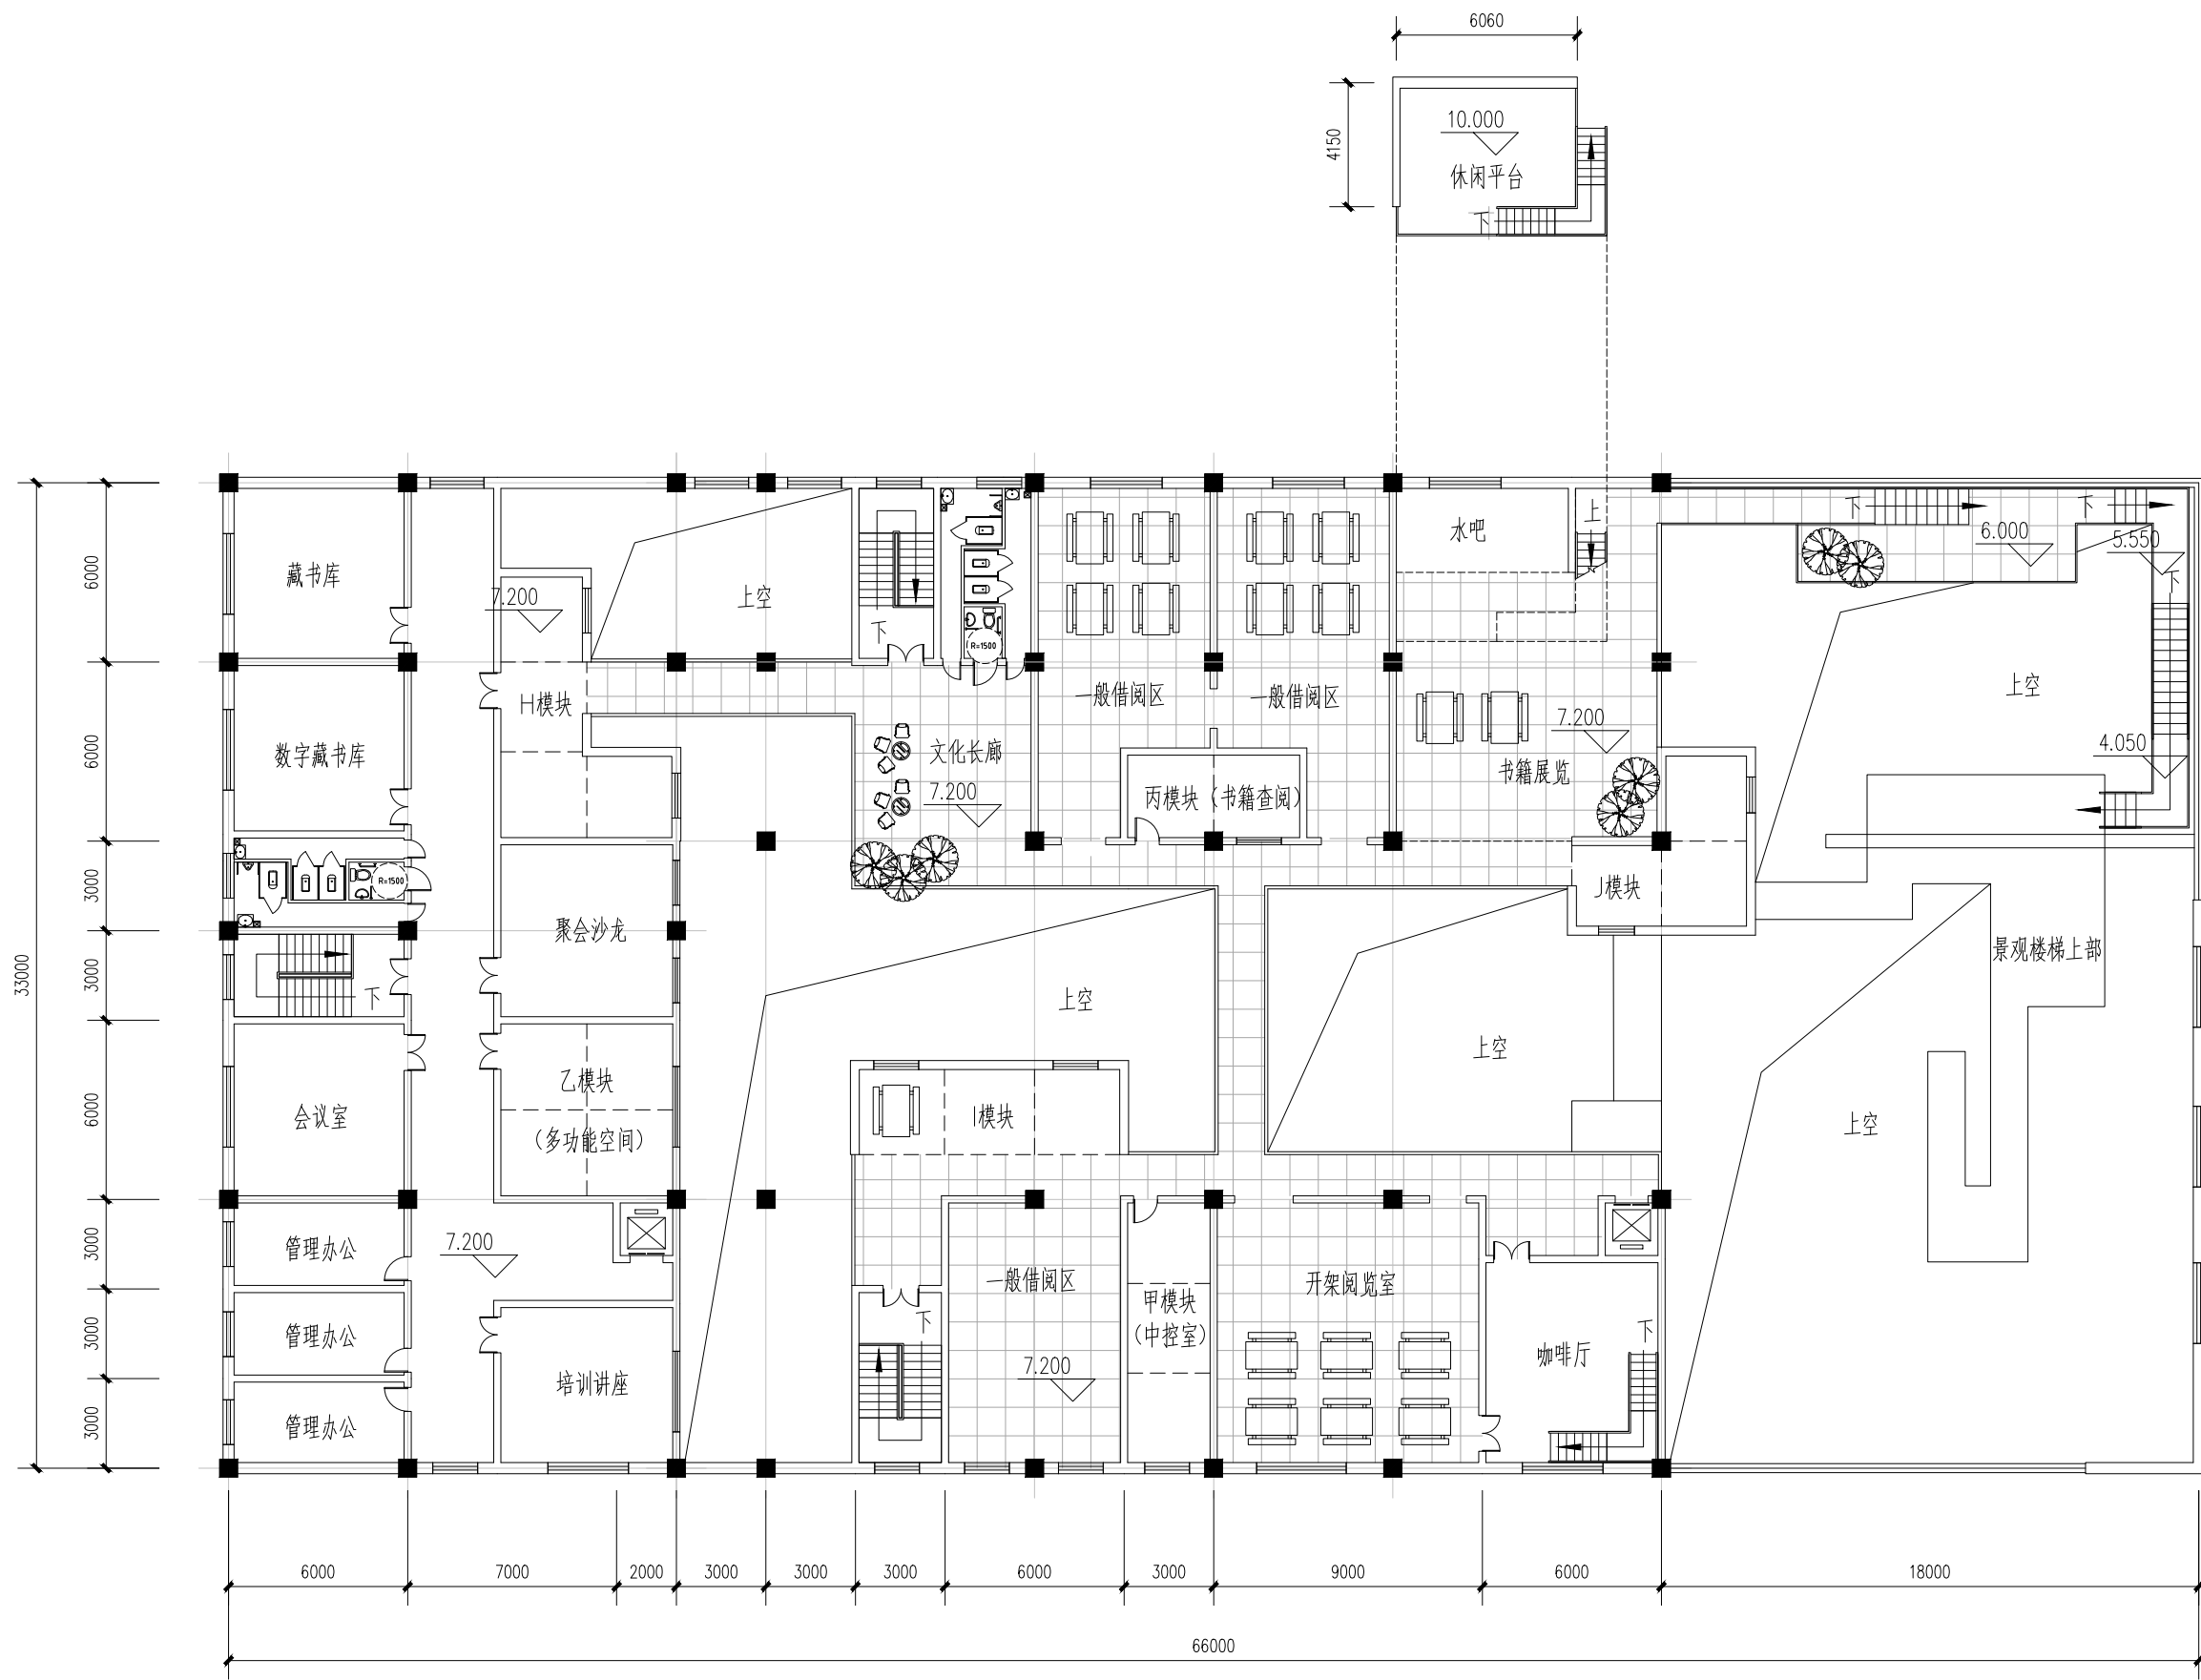 6060
4150
10.000
休闲平台
下
上
水吧
下
下
6.000
5.550
下
藏书库
7.200
上空
下
R=1500
一般借阅区
一般借阅区
上空
H模块
7.200
4.050
数字藏书库
文化长廊
7.200
书籍展览
丙模块（书籍查阅）
R=1500
J模块
聚会沙龙
景观楼梯上部
下
上空
上空
乙模块
（多功能空间）
会议室
I模块
上空
管理办公
7.200
一般借阅区
开架阅览室
甲模块
（中控室）
下
下
管理办公
咖啡厅
7.200
培训讲座
管理办公
6000
6000
3000
3000
6000
3000
3000
3000
33000
6000
7000
2000
3000
3000
3000
6000
3000
9000
6000
18000
66000